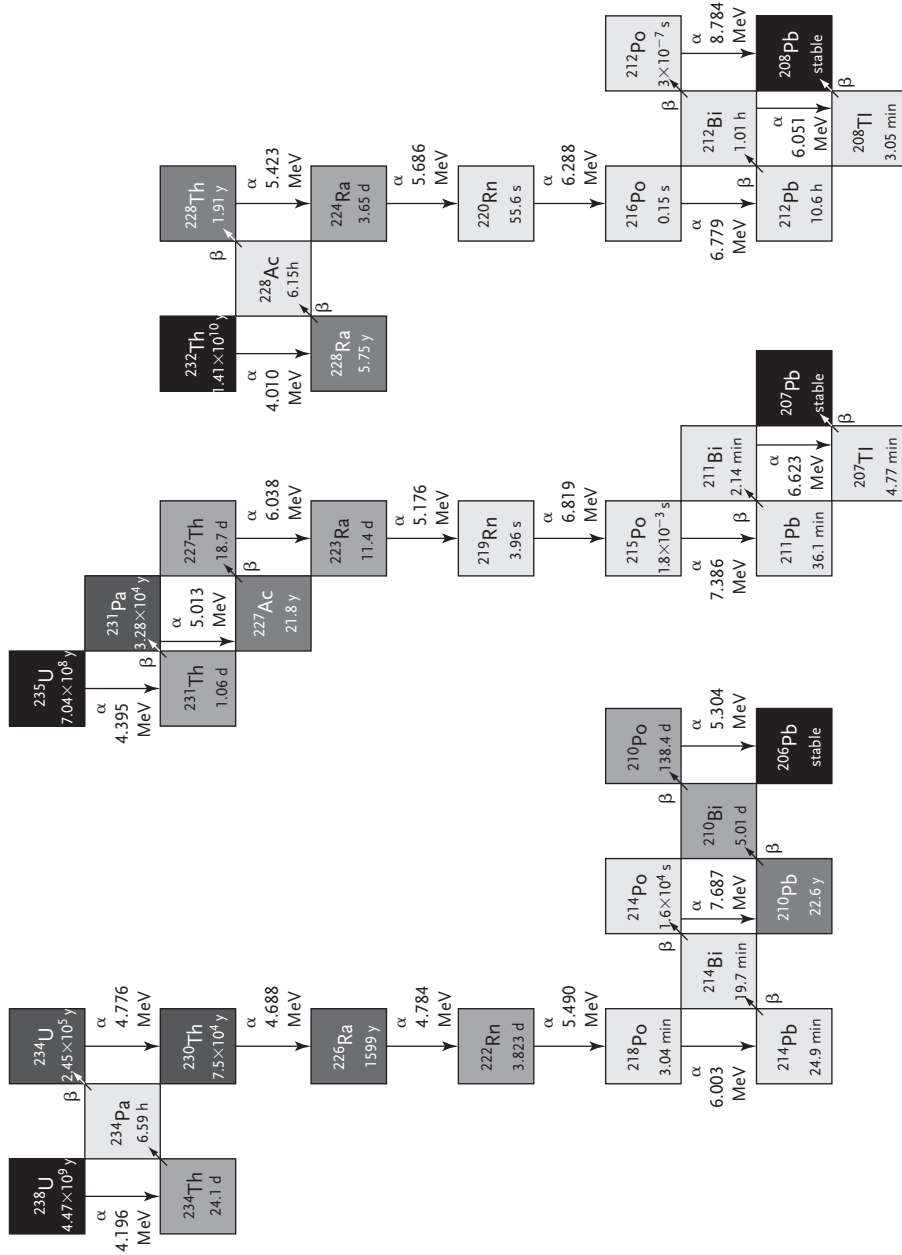 238U
4.47×10⁹ y
α
4.196
MeV
234Th
24.1 d
234Pa
6.59 h
β
234U
2.45×10⁵ y
α
4.776
MeV
230Th
7.5×10⁴ y
α
4.688
MeV
226Ra
1599 y
α
4.784
MeV
222Rn
3.823 d
α
5.490
MeV
218Po
3.04 min
α
6.003
MeV
214Pb
24.9 min
β
214Bi
19.7 min
β
214Po
1.6×10⁴ s
α
7.687
MeV
210Pb
22.6 y
β
210Bi
5.01 d
β
210Po
138.4 d
α
5.304
MeV
206Pb
stable
235U
7.04×10⁸ y
α
4.395
MeV
231Th
1.06 d
β
231Pa
3.28×10⁴ y
α
5.013
MeV
227Ac
21.8 y
β
227Th
18.7 d
α
6.038
MeV
223Ra
11.4 d
α
5.176
MeV
219Rn
3.96 s
α
6.819
MeV
215Po
1.8×10⁻³ s
α
7.386
MeV
211Pb
36.1 min
β
211Bi
2.14 min
α
6.623
MeV
207Tl
4.77 min
β
207Pb
stable
232Th
1.41×10¹⁰ y
α
4.010
MeV
228Ra
5.75 y
β
228Ac
6.15h
β
228Th
1.91 y
α
5.423
MeV
224Ra
3.65 d
α
5.686
MeV
220Rn
55.6 s
α
6.288
MeV
216Po
0.15 s
α
6.779
MeV
212Pb
10.6 h
β
212Bi
1.01 h
β
212Po
3×10⁻⁷ s
α
8.784
MeV
α
6.051
MeV
208Tl
3.05 min
β
208Pb
stable